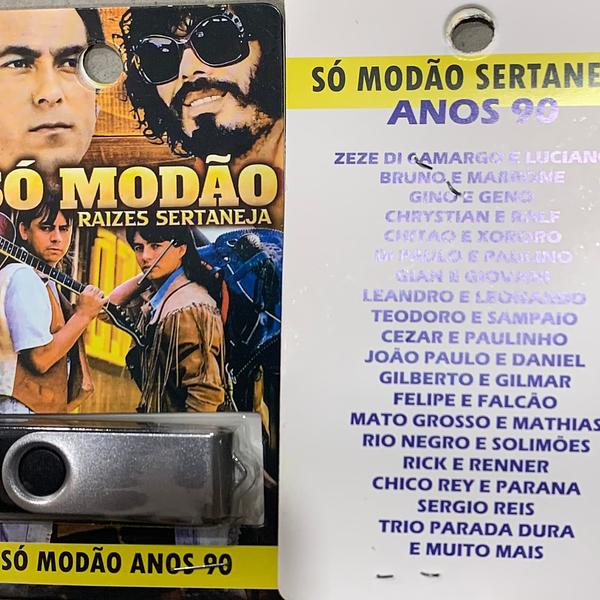 SÓ MODÃO
RAIZES SERTANEJA
SÓ MODÃO ANOS 90
SÓ MODÃO SERTANE
ANOS 90
ZEZE DI CAMARGO E LUCIANO
BRUNO E MARRONE
GINO E GENO
CHRYSTIAN E RALF
CHITAO E XORORO
M PAULO E PAULINO
GIAN E GIOVANI
LEANDRO E LEONARDO
TEODORO E SAMPAIO
CEZAR E PAULINHO
JOÃO PAULO E DANIEL
GILBERTO E GILMAR
FELIPE E FALCÃO
MATO GROSSO E MATHIAS
RIO NEGRO E SOLIMÕES
RICK E RENNER
CHICO REY E PARANA
SERGIO REIS
TRIO PARADA DURA
E MUITO MAIS